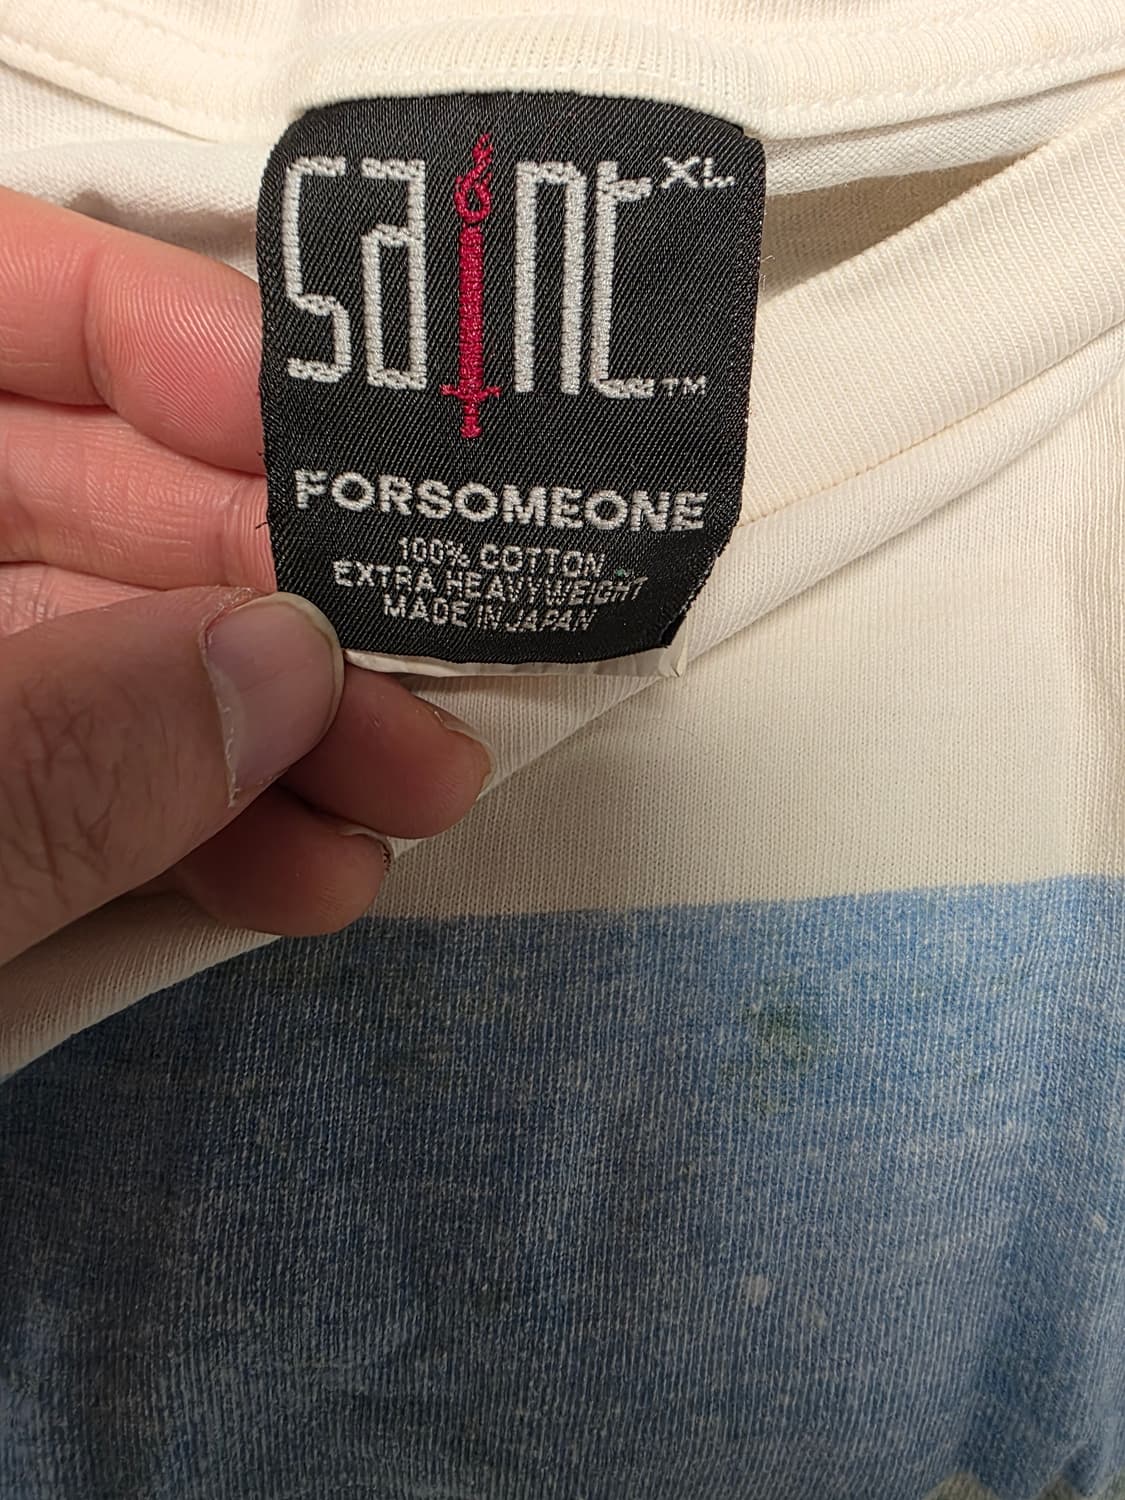 saint XL
TM
FORSOMEONE
100% COTTON
EXTRA HEAVYWEIGHT
MADE IN JAPAN